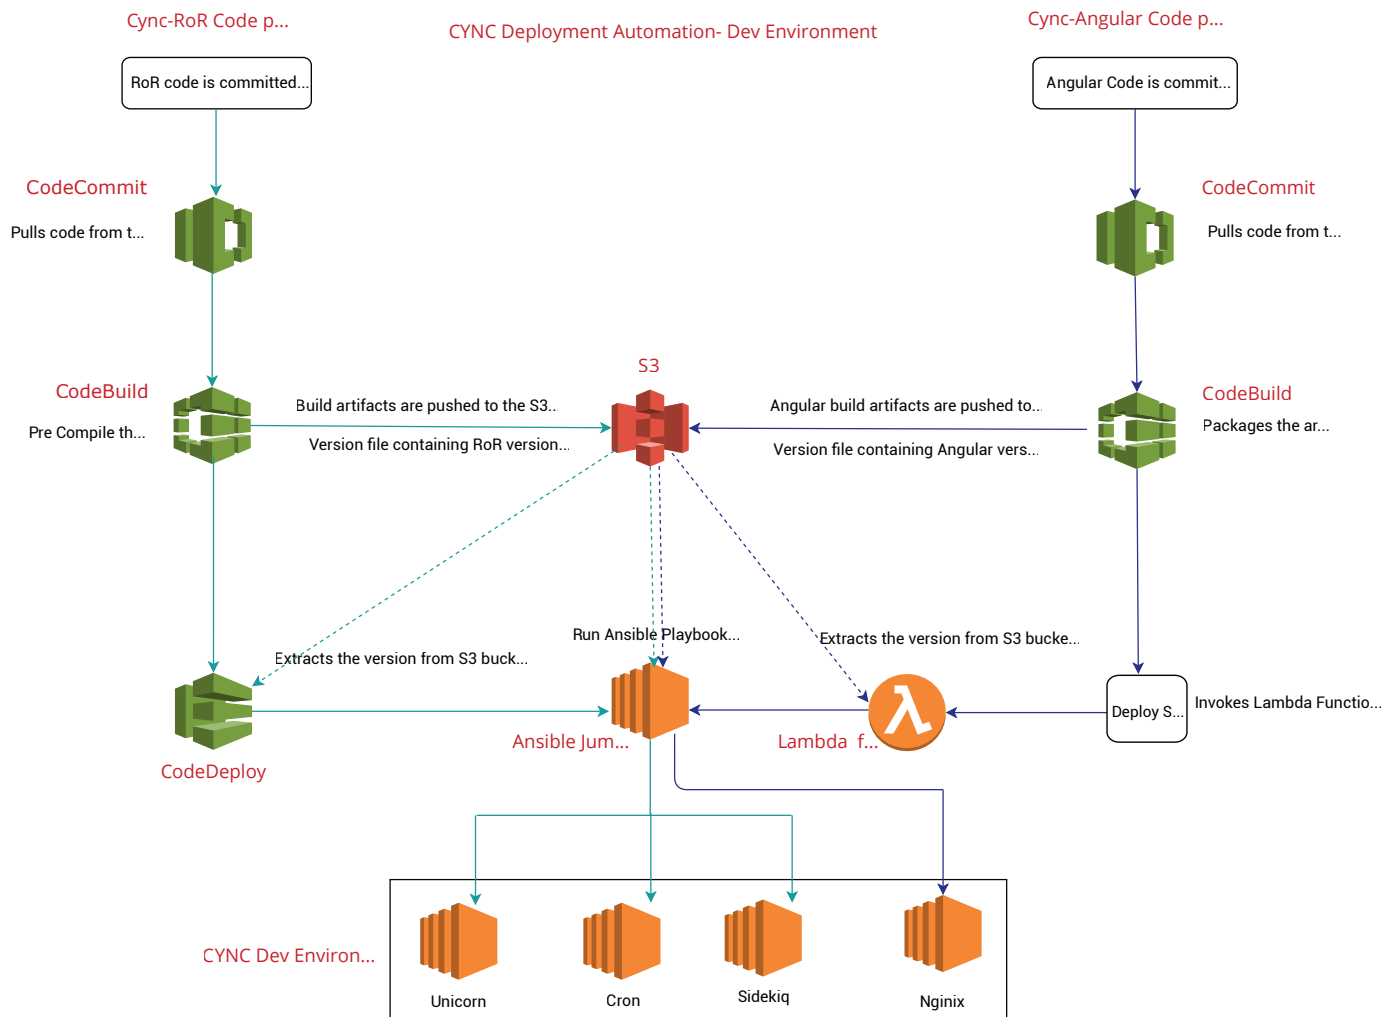 Cync-RoR Code p...
CYNC Deployment Automation- Dev Environment
Cync-Angular Code p...
RoR code is committed...
Angular Code is commit...
CodeCommit
Pulls code from t...
CodeCommit
Pulls code from t...
S3
CodeBuild
Pre Compile th...
Build artifacts are pushed to the S3...
Version file containing RoR version...
Angular build artifacts are pushed to...
Version file containing Angular vers...
CodeBuild
Packages the ar...
Extracts the version from S3 buck...
Run Ansible Playbook...
Extracts the version from S3 bucke...
Deploy S...
Invokes Lambda Functio...
CodeDeploy
Ansible Jum...
Lambda f...
CYNC Dev Environ...
Unicorn
Cron
Sidekiq
Nginix